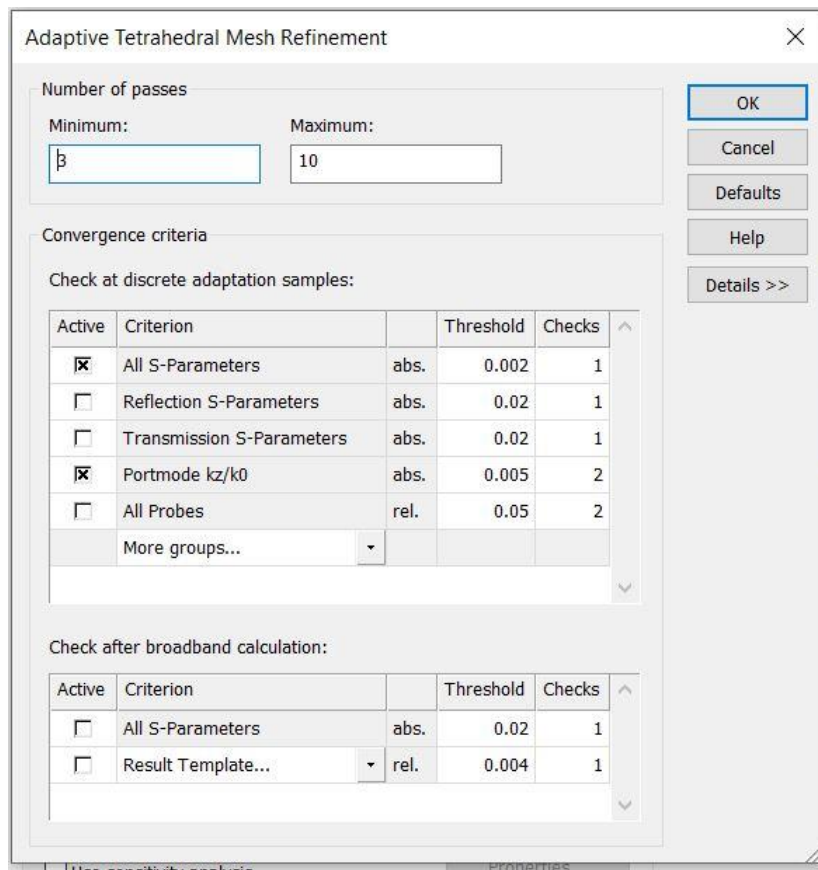 Adaptive Tetrahedral Mesh Refinement
Number of passes
Minimum: Maximum:
3 10
OK
Cancel
Defaults
Help
Details >>
Convergence criteria
Check at discrete adaptation samples:
Active Criterion Threshold Checks
All S-Parameters abs. 0.002 1
Reflection S-Parameters abs. 0.02 1
Transmission S-Parameters abs. 0.02 1
Portmode kz/k0 abs. 0.005 2
All Probes rel. 0.05 2
More groups...
Check after broadband calculation:
Active Criterion Threshold Checks
All S-Parameters abs. 0.02 1
Result Template... rel. 0.004 1
Use sensitivity analysis Properties...